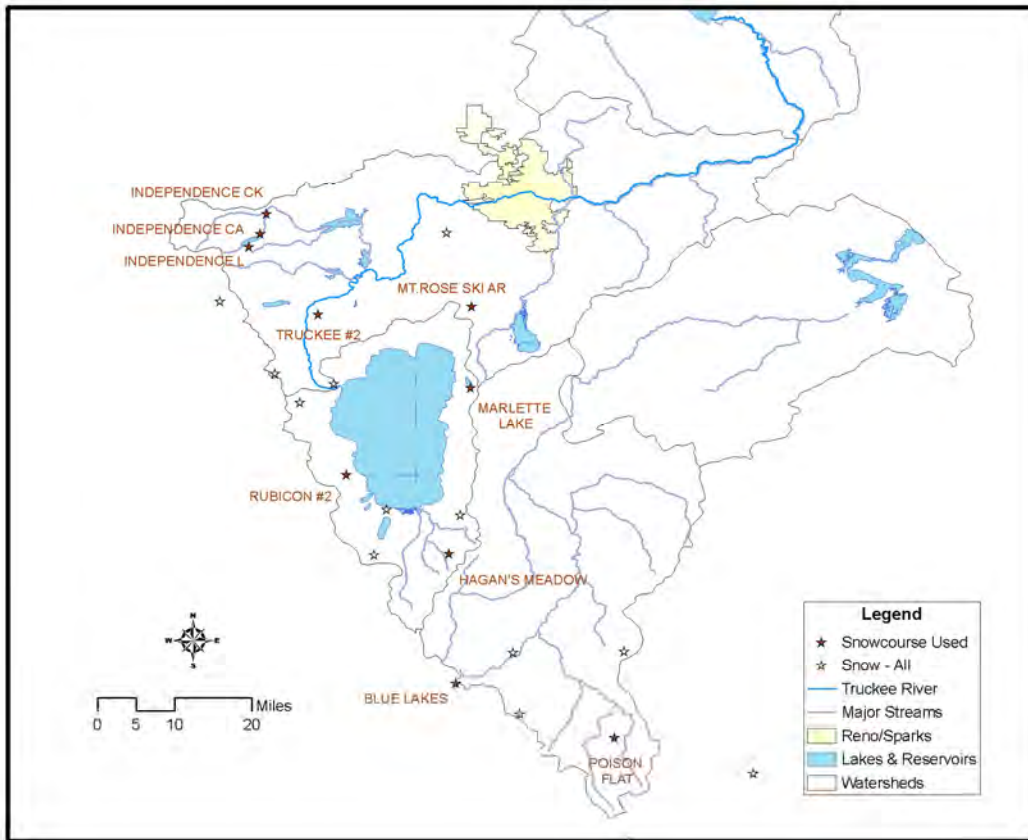 INDEPENDENCE CK
INDEPENDENCE CA
INDEPENDENCE L
MT.ROSE SKI AR
TRUCKEE #2
MARLETTE
LAKE
RUBICON #2
HAGAN'S MEADOW
BLUE LAKES
POISON
FLAT
N
W
E
S
0 5 10 20 Miles
Legend
Snowcourse Used
Snow - All
Truckee River
Major Streams
Reno/Sparks
Lakes & Reservoirs
Watersheds